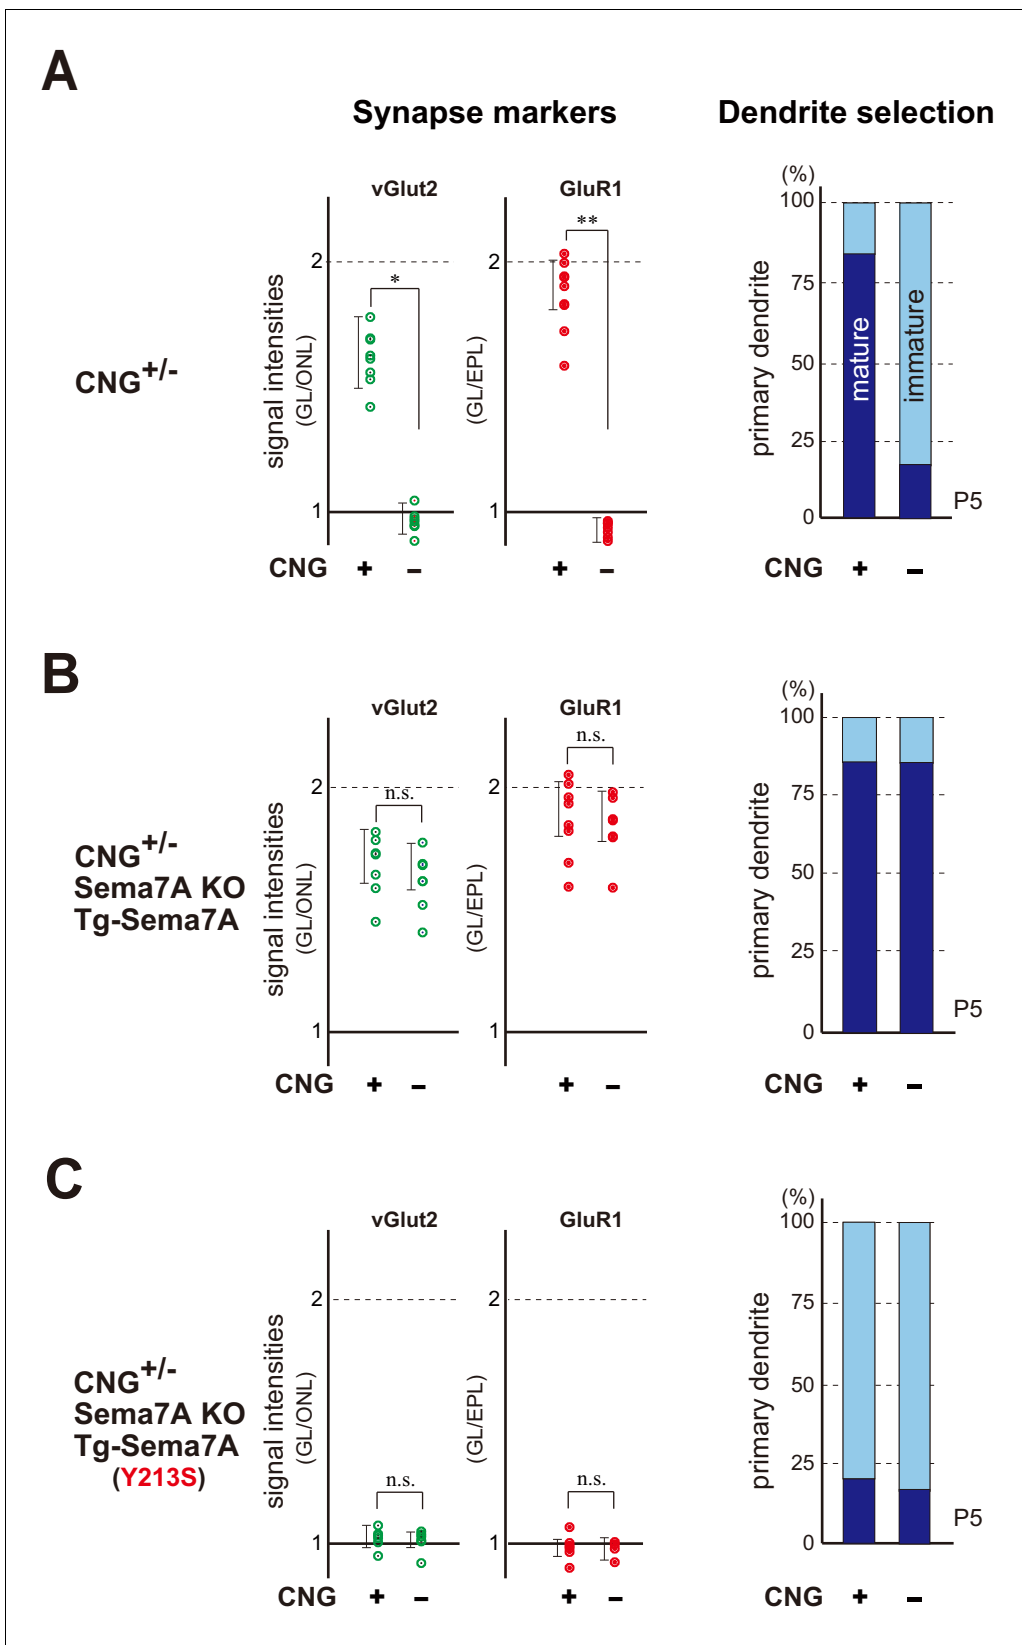 A
Synapse markers
Dendrite selection
vGlut2
GluR1
(%)
100
75
50
25
0
2
1
2
1
*
**
signal intensities
(GL/ONL)
(GL/EPL)
primary dendrite
mature
immature
CNG+/-
P5
CNG + −
+ −
CNG + −
B
vGlut2
GluR1
(%)
100
75
50
25
0
2
1
2
1
n.s.
n.s.
signal intensities
(GL/ONL)
(GL/EPL)
primary dendrite
CNG+/-
Sema7A KO
Tg-Sema7A
P5
CNG + −
+ −
CNG + −
C
vGlut2
GluR1
(%)
100
75
50
25
0
2
1
2
1
n.s.
n.s.
signal intensities
(GL/ONL)
(GL/EPL)
primary dendrite
CNG+/-
Sema7A KO
Tg-Sema7A
(Y213S)
P5
CNG + −
+ −
CNG + −